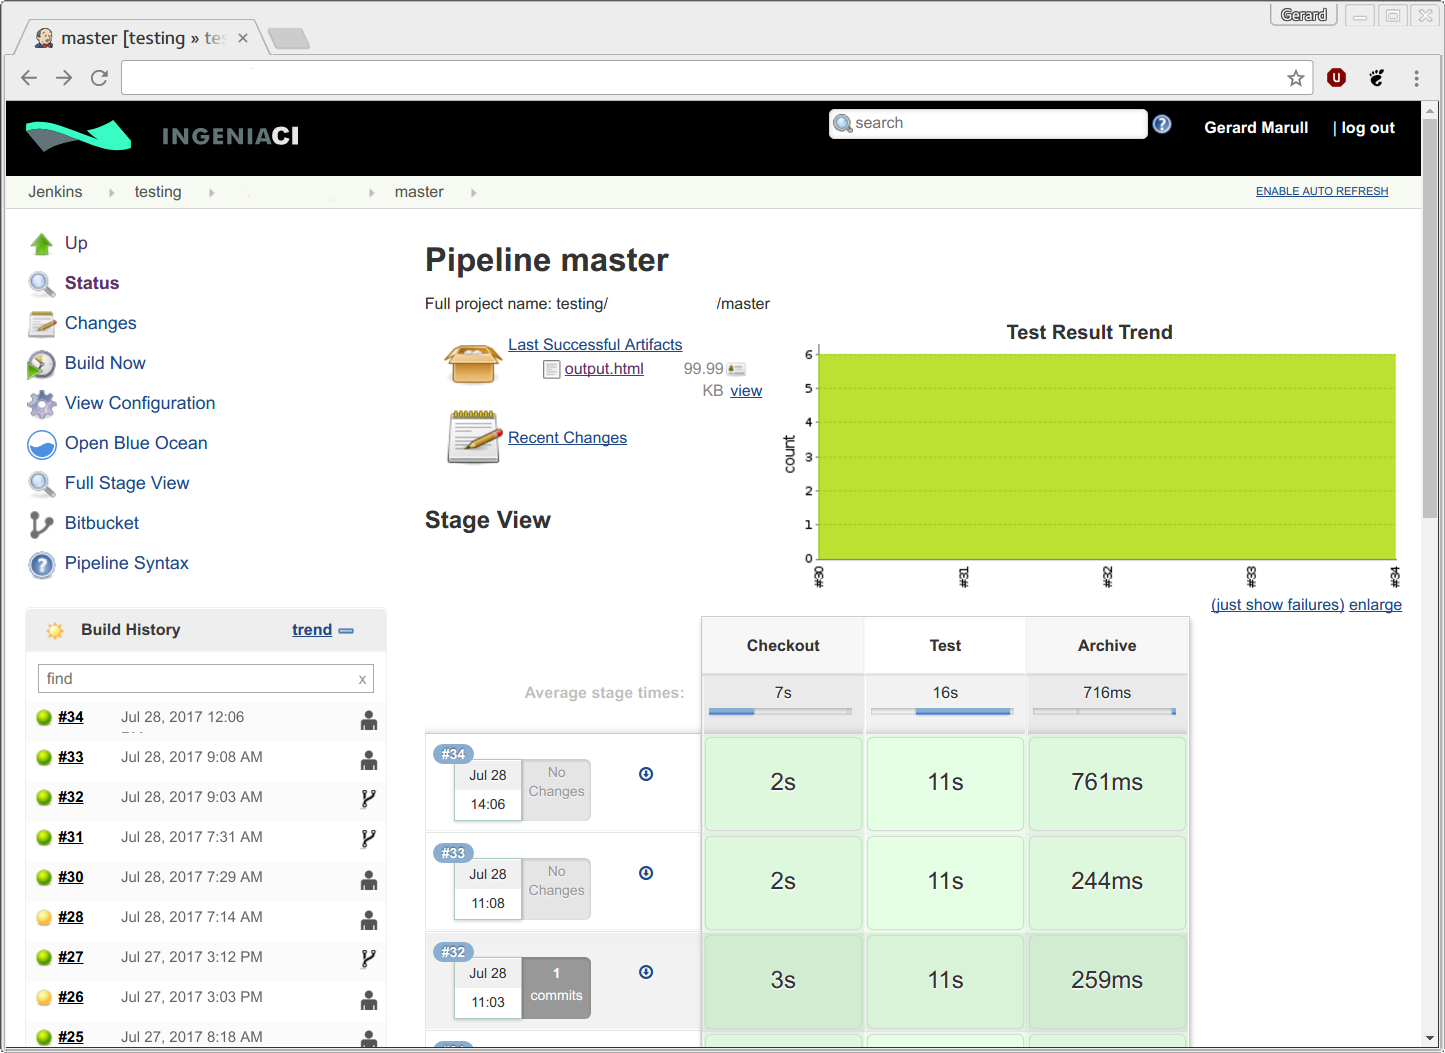 Gerard
master [testing » tes
INGENIACI
search
Gerard Marull
| log out
Jenkins
testing
master
ENABLE AUTO REFRESH
Up
Status
Changes
Build Now
View Configuration
Open Blue Ocean
Full Stage View
Bitbucket
Pipeline Syntax
Build History
trend
find
x
#34 Jul 28, 2017 12:06
#33 Jul 28, 2017 9:08 AM
#32 Jul 28, 2017 9:03 AM
#31 Jul 28, 2017 7:31 AM
#30 Jul 28, 2017 7:29 AM
#28 Jul 28, 2017 7:14 AM
#27 Jul 27, 2017 3:12 PM
#26 Jul 27, 2017 3:03 PM
#25 Jul 27, 2017 8:18 AM
Pipeline master
Full project name: testing/ /master
Last Successful Artifacts
output.html 99.99
KB view
Recent Changes
Test Result Trend
count
6
5
4
3
2
1
0
#30
#31
#32
#33
#34
(just show failures) enlarge
Stage View
Checkout
Test
Archive
Average stage times:
7s
16s
716ms
#34
Jul 28
14:06
No
Changes
2s
11s
761ms
#33
Jul 28
11:08
No
Changes
2s
11s
244ms
#32
Jul 28
11:03
1
commits
3s
11s
259ms